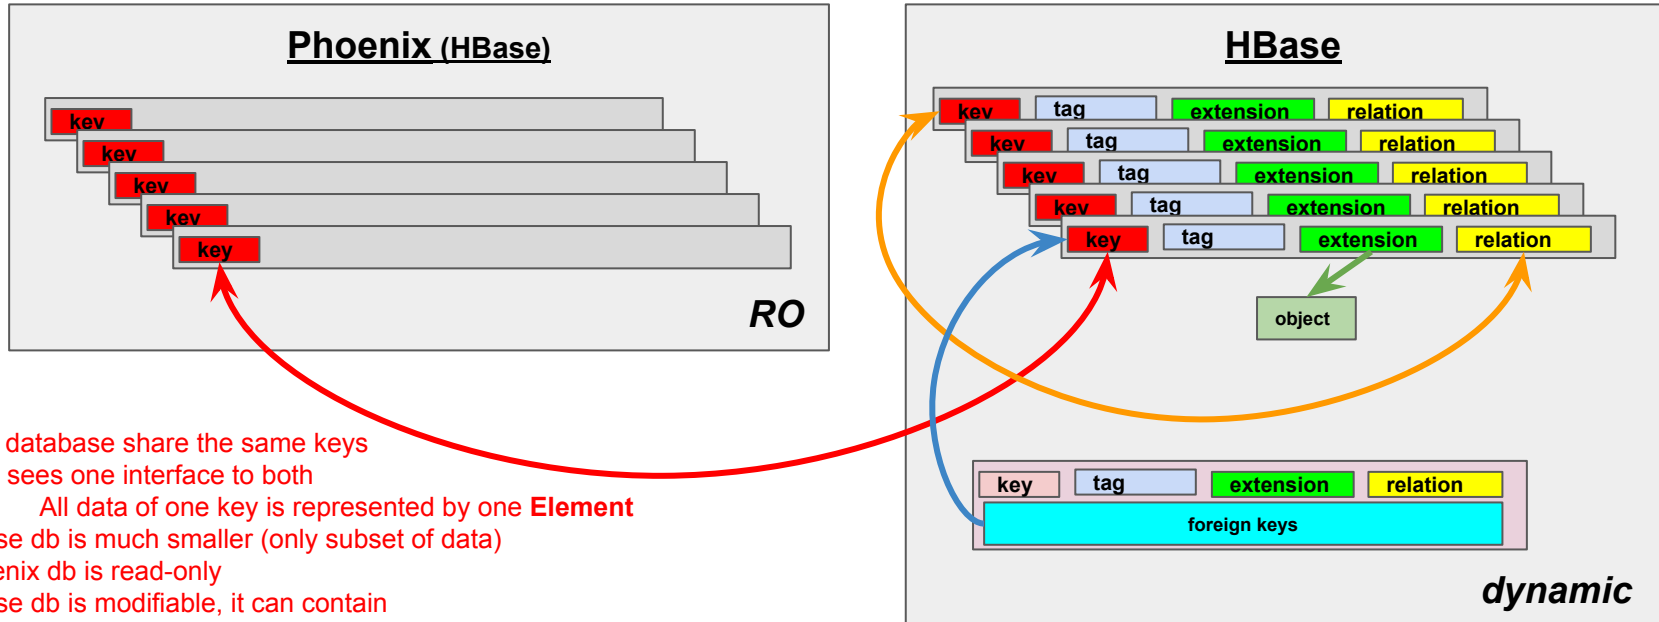 Phoenix (HBase)
key
key
key
key
key
RO
HBase
key tag extension relation
key tag extension relation
key tag extension relation
key tag extension relation
key tag extension relation
object
key tag extension relation
foreign keys
dynamic
database share the same keys
sees one interface to both
All data of one key is represented by one Element
se db is much smaller (only subset of data)
enix db is read-only
se db is modifiable, it can contain